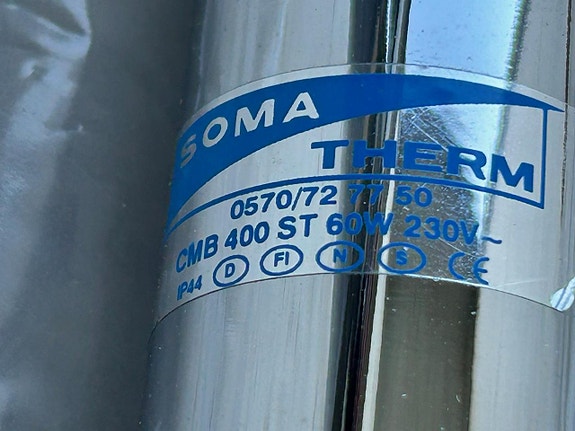 SOMA
THERM
0570/72 77 50
CMB 400 ST 60W 230V~
IP44 D FI N S CE